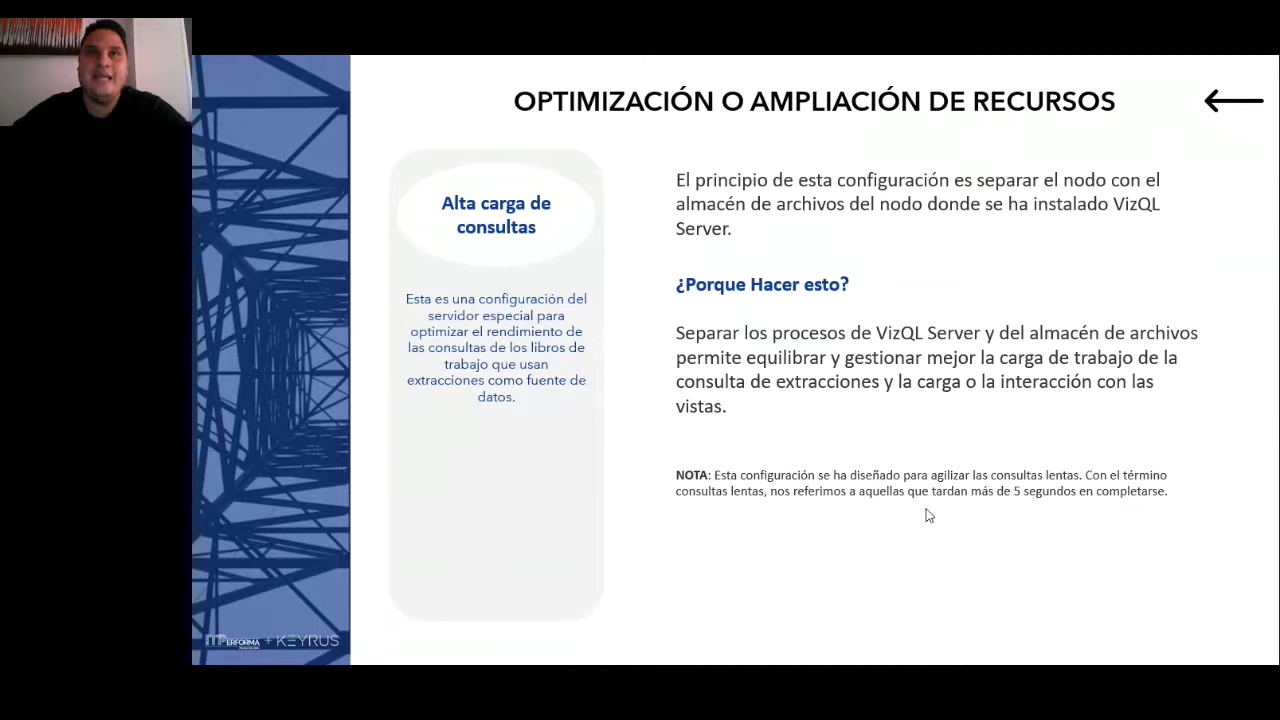 OPTIMIZACIÓN O AMPLIACIÓN DE RECURSOS
Alta carga de
consultas
Esta es una configuración del
servidor especial para
optimizar el rendimiento de
las consultas de los libros de
trabajo que usan
extracciones como fuente de
datos.
El principio de esta configuración es separar el nodo con el
almacén de archivos del nodo donde se ha instalado VizQL
Server.
¿Porque Hacer esto?
Separar los procesos de VizQL Server y del almacén de archivos
permite equilibrar y gestionar mejor la carga de trabajo de la
consulta de extracciones y la carga o la interacción con las
vistas.
NOTA: Esta configuración se ha diseñado para agilizar las consultas lentas. Con el término
consultas lentas, nos referimos a aquellas que tardan más de 5 segundos en completarse.
ITPERFORMA + KEYRUS